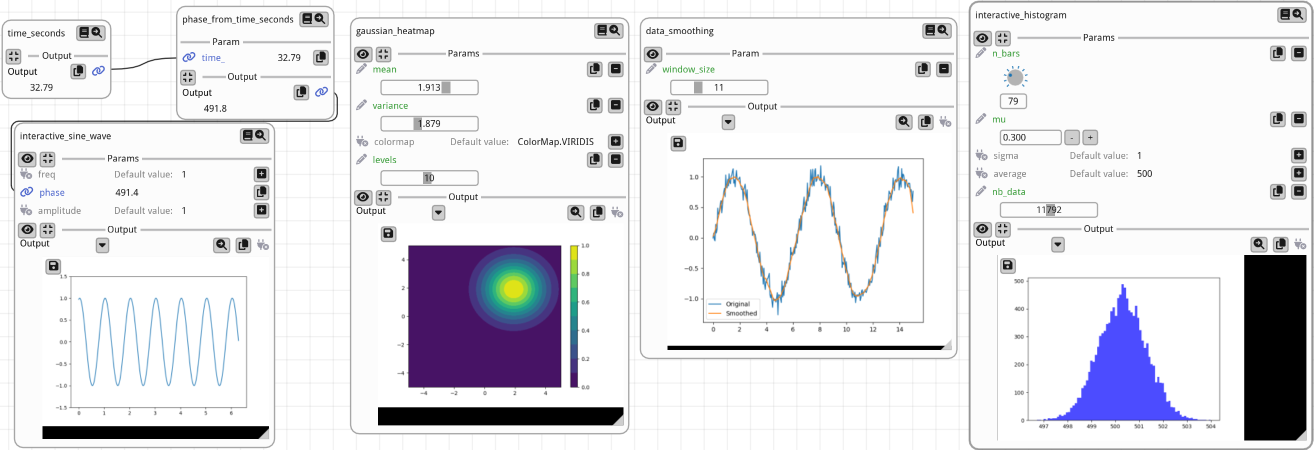 time_seconds
Output
Output
32.79
phase_from_time_seconds
Param
time_ 32.79
Output
Output
491.8
interactive_sine_wave
Params
freq Default value: 1
phase 491.4
amplitude Default value: 1
Output
Output
1.5
1.0
0.5
0.0
-0.5
-1.0
-1.5
0 1 2 3 4 5 6
gaussian_heatmap
Params
mean
1.913
variance
1.879
colormap Default value: ColorMap.VIRIDIS
levels
10
Output
Output
4
2
0
−2
−4
−4 −2 0 2 4
1.0
0.8
0.6
0.4
0.2
0.0
data_smoothing
Param
window_size
11
Output
Output
1.0
0.5
0.0
−0.5
−1.0
Original
Smoothed
0 2 4 6 8 10 12 14
interactive_histogram
Params
n_bars
79
mu
0.300 - +
sigma Default value: 1
average Default value: 500
nb_data
11792
Output
Output
500
400
300
200
100
0
497 498 499 500 501 502 503 504